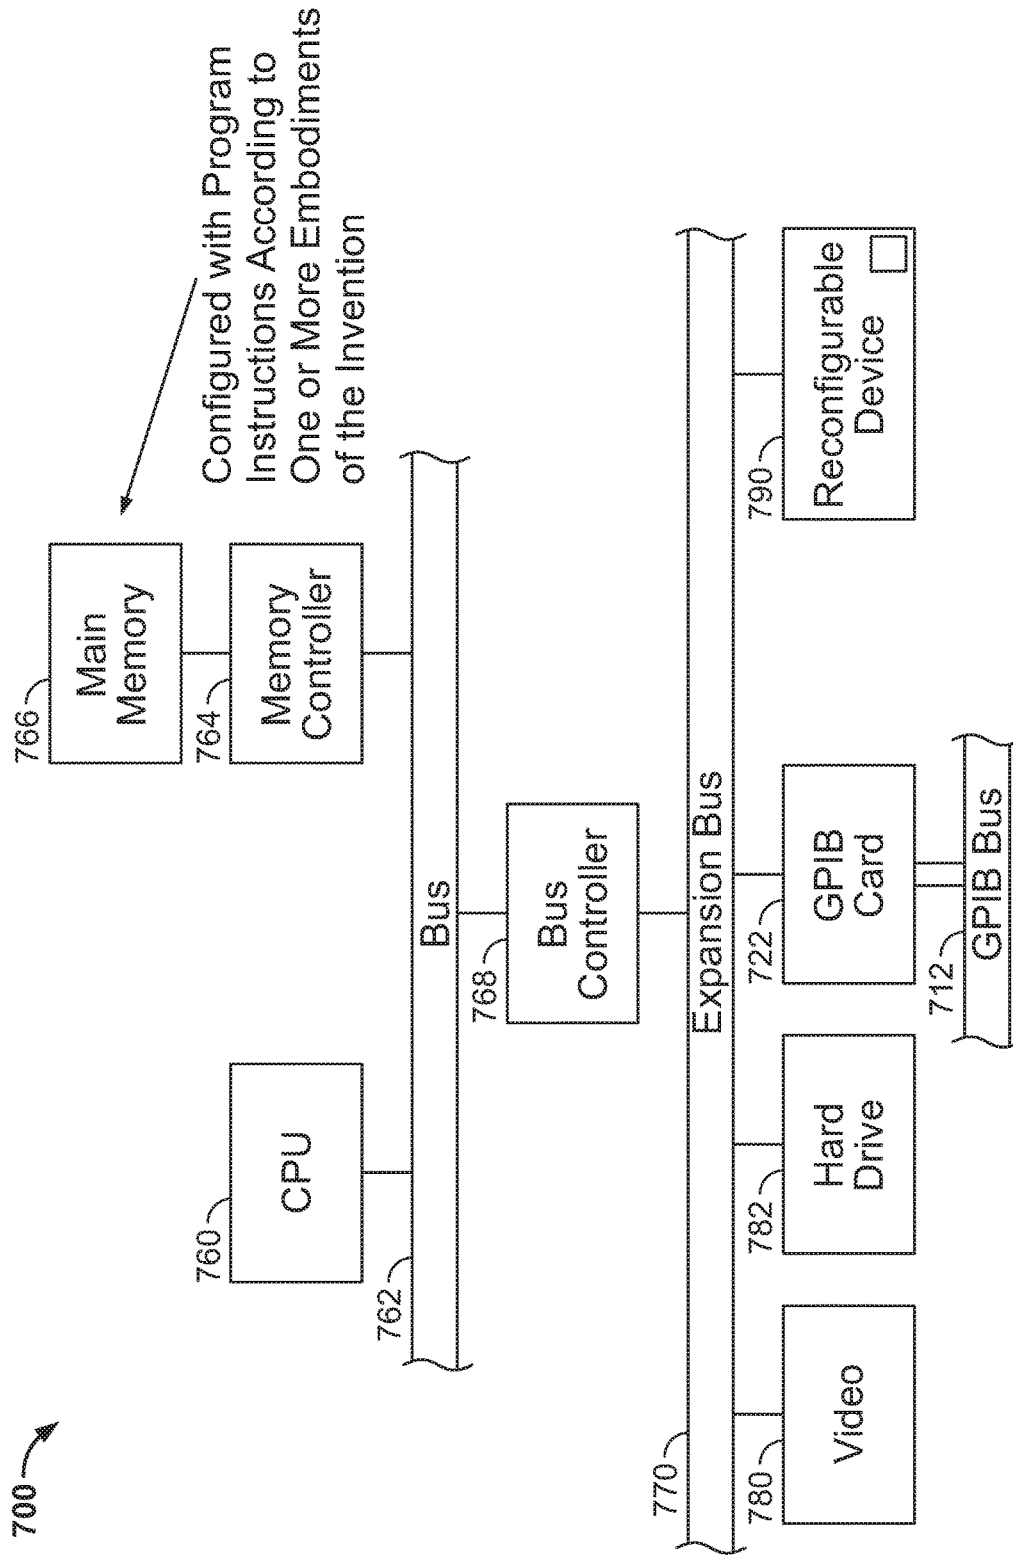 700
766
Main
Memory
Configured with Program
Instructions According to
One or More Embodiments
of the Invention
760
CPU
764
Memory
Controller
762
Bus
768
Bus
Controller
770
Expansion Bus
780
Video
782
Hard
Drive
722
GPIB
Card
790
Reconfigurable
Device
712
GPIB Bus